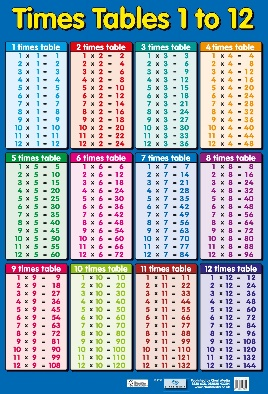 Times Tables 1 to 12
1 times table
1 x 1 = 1
2 x 1 = 2
3 x 1 = 3
4 x 1 = 4
5 x 1 = 5
6 x 1 = 6
7 x 1 = 7
8 x 1 = 8
9 x 1 = 9
10 x 1 = 10
11 x 1 = 11
12 x 1 = 12
2 times table
1 x 2 = 2
2 x 2 = 4
3 x 2 = 6
4 x 2 = 8
5 x 2 = 10
6 x 2 = 12
7 x 2 = 14
8 x 2 = 16
9 x 2 = 18
10 x 2 = 20
11 x 2 = 22
12 x 2 = 24
3 times table
1 x 3 = 3
2 x 3 = 6
3 x 3 = 9
4 x 3 = 12
5 x 3 = 15
6 x 3 = 18
7 x 3 = 21
8 x 3 = 24
9 x 3 = 27
10 x 3 = 30
11 x 3 = 33
12 x 3 = 36
4 times table
1 x 4 = 4
2 x 4 = 8
3 x 4 = 12
4 x 4 = 16
5 x 4 = 20
6 x 4 = 24
7 x 4 = 28
8 x 4 = 32
9 x 4 = 36
10 x 4 = 40
11 x 4 = 44
12 x 4 = 48
5 times table
1 x 5 = 5
2 x 5 = 10
3 x 5 = 15
4 x 5 = 20
5 x 5 = 25
6 x 5 = 30
7 x 5 = 35
8 x 5 = 40
9 x 5 = 45
10 x 5 = 50
11 x 5 = 55
12 x 5 = 60
6 times table
1 x 6 = 6
2 x 6 = 12
3 x 6 = 18
4 x 6 = 24
5 x 6 = 30
6 x 6 = 36
7 x 6 = 42
8 x 6 = 48
9 x 6 = 54
10 x 6 = 60
11 x 6 = 66
12 x 6 = 72
7 times table
1 x 7 = 7
2 x 7 = 14
3 x 7 = 21
4 x 7 = 28
5 x 7 = 35
6 x 7 = 42
7 x 7 = 49
8 x 7 = 56
9 x 7 = 63
10 x 7 = 70
11 x 7 = 77
12 x 7 = 84
8 times table
1 x 8 = 8
2 x 8 = 16
3 x 8 = 24
4 x 8 = 32
5 x 8 = 40
6 x 8 = 48
7 x 8 = 56
8 x 8 = 64
9 x 8 = 72
10 x 8 = 80
11 x 8 = 88
12 x 8 = 96
9 times table
1 x 9 = 9
2 x 9 = 18
3 x 9 = 27
4 x 9 = 36
5 x 9 = 45
6 x 9 = 54
7 x 9 = 63
8 x 9 = 72
9 x 9 = 81
10 x 9 = 90
11 x 9 = 99
12 x 9 = 108
10 times table
1 x 10 = 10
2 x 10 = 20
3 x 10 = 30
4 x 10 = 40
5 x 10 = 50
6 x 10 = 60
7 x 10 = 70
8 x 10 = 80
9 x 10 = 90
10 x 10 = 100
11 x 10 = 110
12 x 10 = 120
11 times table
1 x 11 = 11
2 x 11 = 22
3 x 11 = 33
4 x 11 = 44
5 x 11 = 55
6 x 11 = 66
7 x 11 = 77
8 x 11 = 88
9 x 11 = 99
10 x 11 = 110
11 x 11 = 121
12 x 11 = 132
12 times table
1 x 12 = 12
2 x 12 = 24
3 x 12 = 36
4 x 12 = 48
5 x 12 = 60
6 x 12 = 72
7 x 12 = 84
8 x 12 = 96
9 x 12 = 108
10 x 12 = 120
11 x 12 = 132
12 x 12 = 144